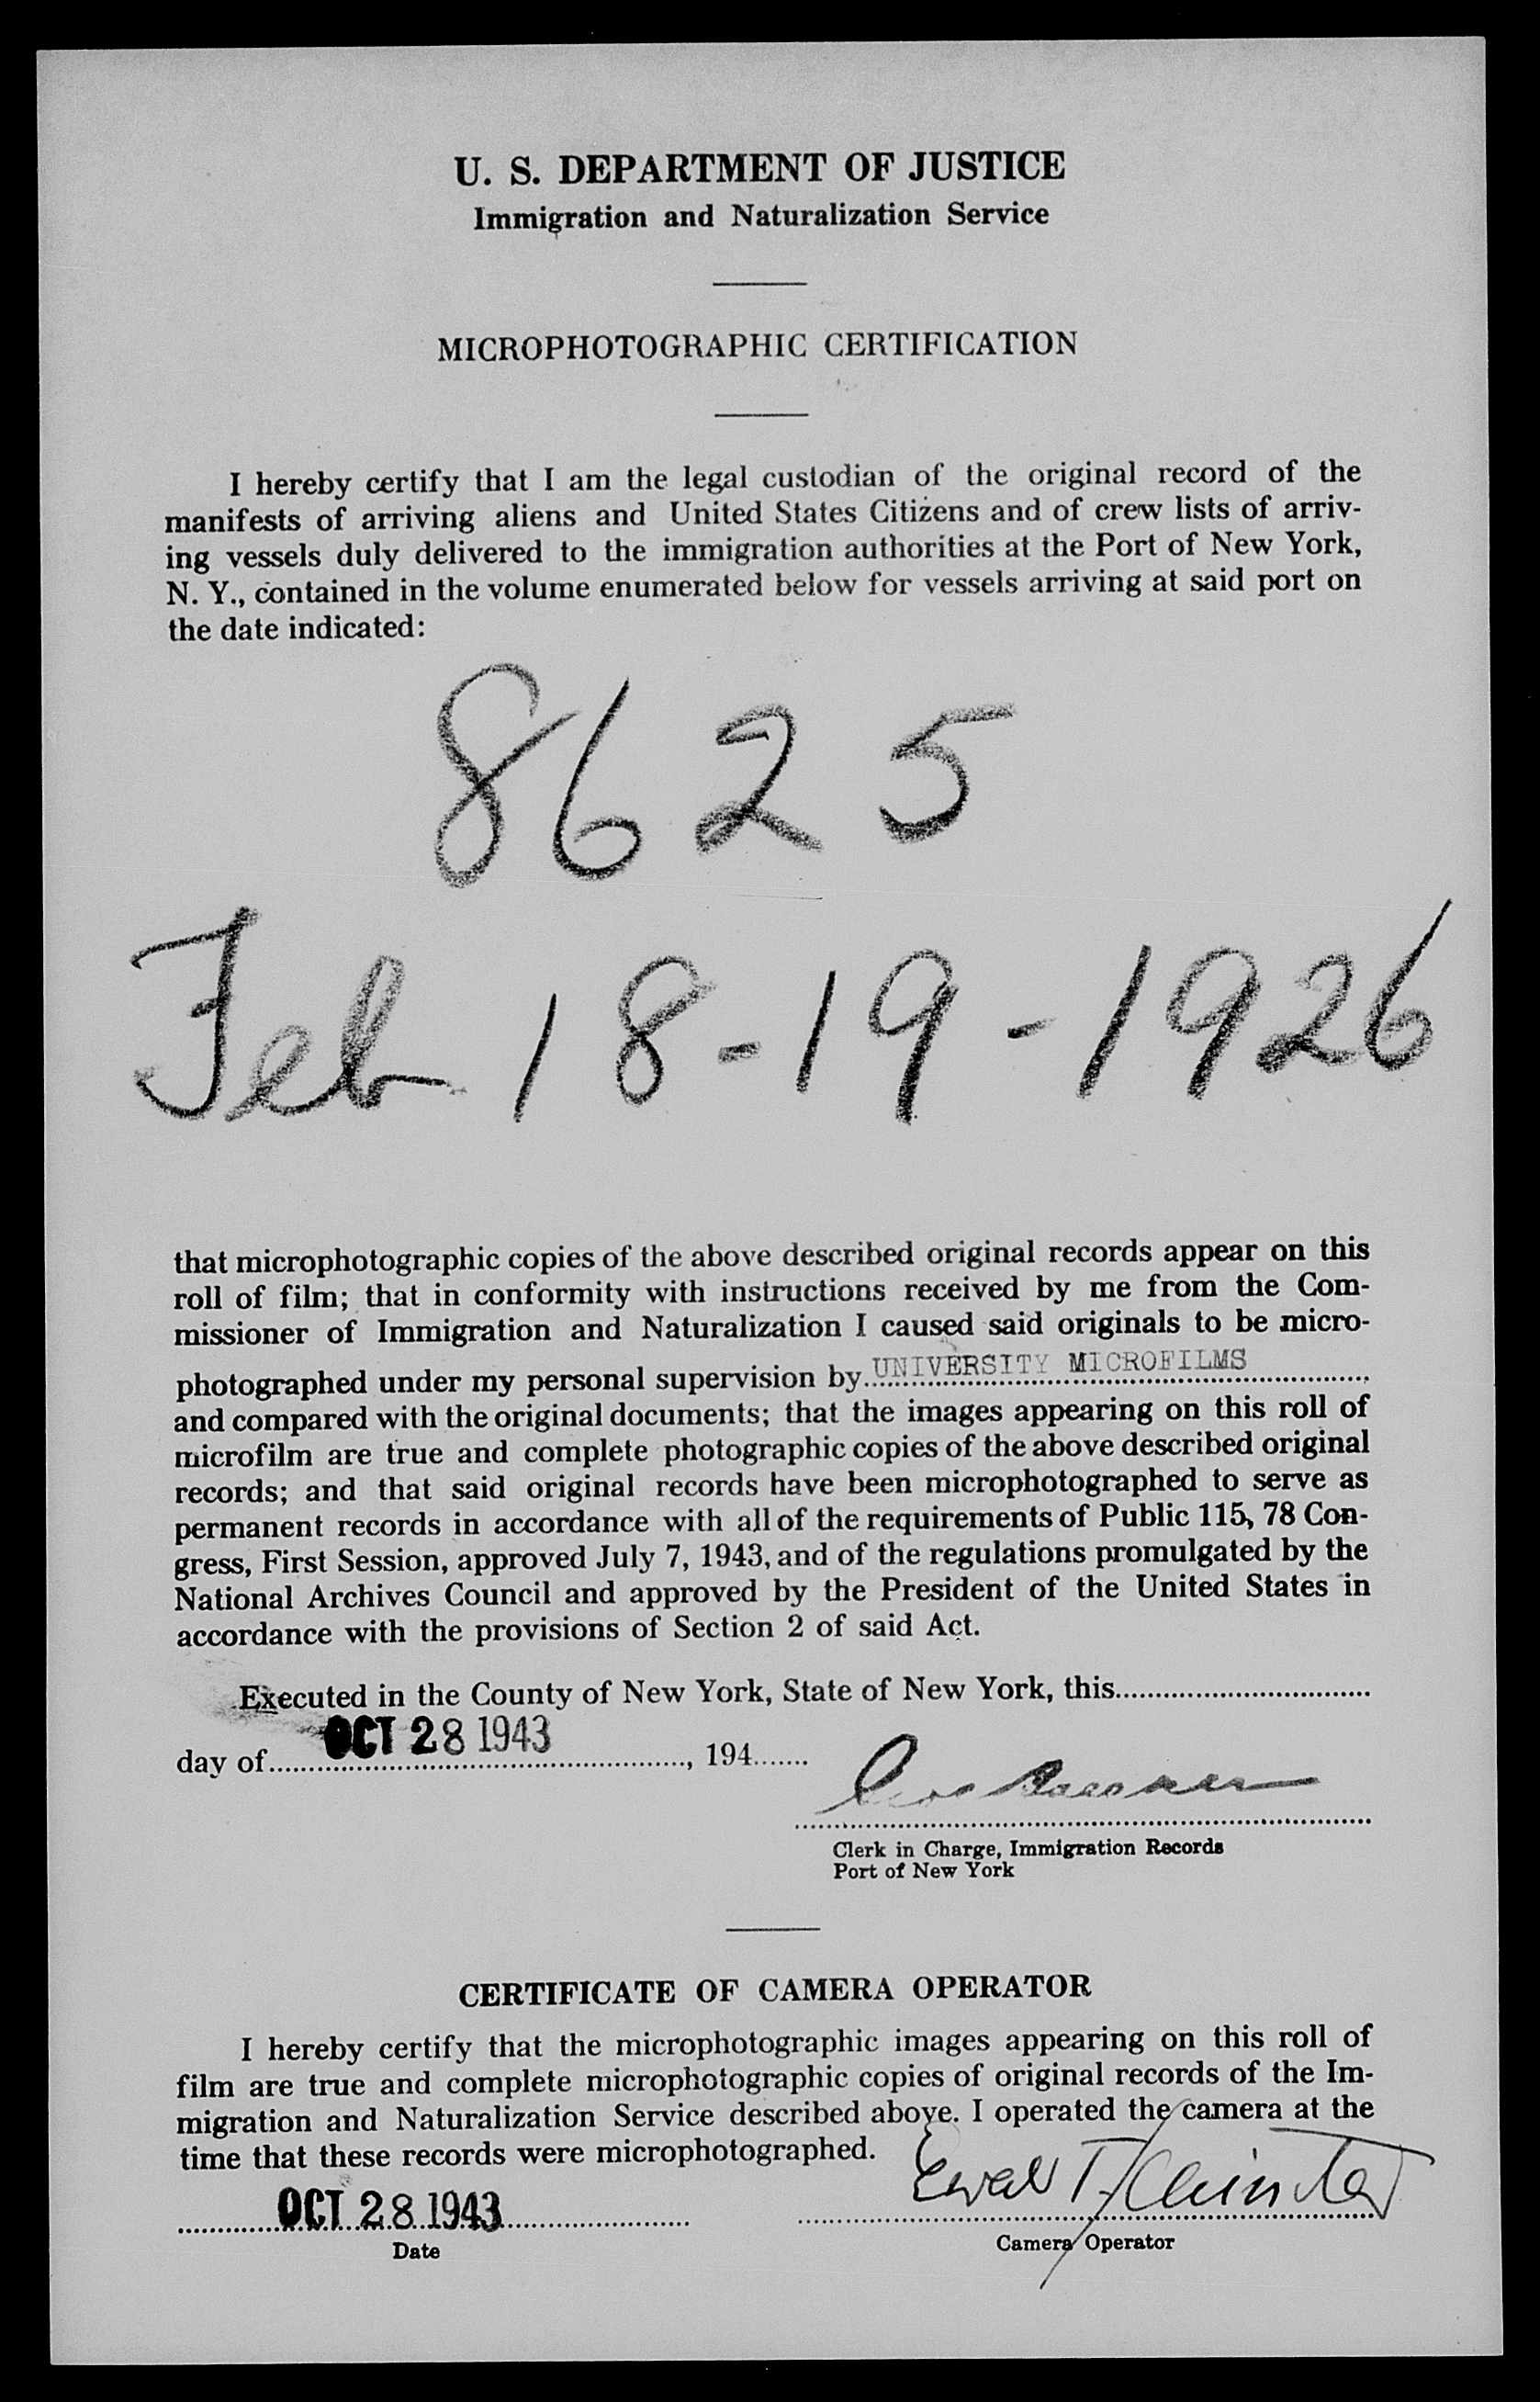 U. S. DEPARTMENT OF JUSTICE
Immigration and Naturalization Service
MICROPHOTOGRAPHIC CERTIFICATION
I hereby certify that I am the legal custodian of the original record of the
manifests of arriving aliens and United States Citizens and of crew lists of arriv-
ing vessels duly delivered to the immigration authorities at the Port of New York,
N. Y., contained in the volume enumerated below for vessels arriving at said port on
the date indicated:
8625
Feb 18-19-1926
that microphotographic copies of the above described original records appear on this
roll of film; that in conformity with instructions received by me from the Com-
missioner of Immigration and Naturalization I caused said originals to be micro-
photographed under my personal supervision by UNIVERSITY MICROFILMS,
and compared with the original documents; that the images appearing on this roll of
microfilm are true and complete photographic copies of the above described original
records; and that said original records have been microphotographed to serve as
permanent records in accordance with all of the requirements of Public 115, 78 Con-
gress, First Session, approved July 7, 1943, and of the regulations promulgated by the
National Archives Council and approved by the President of the United States in
accordance with the provisions of Section 2 of said Act.
Executed in the County of New York, State of New York, this
day of OCT 28 1943, 194
Clerk in Charge, Immigration Records
Port of New York
CERTIFICATE OF CAMERA OPERATOR
I hereby certify that the microphotographic images appearing on this roll of
film are true and complete microphotographic copies of original records of the Im-
migration and Naturalization Service described above. I operated the camera at the
time that these records were microphotographed.
OCT 28 1943
Date
Camera Operator